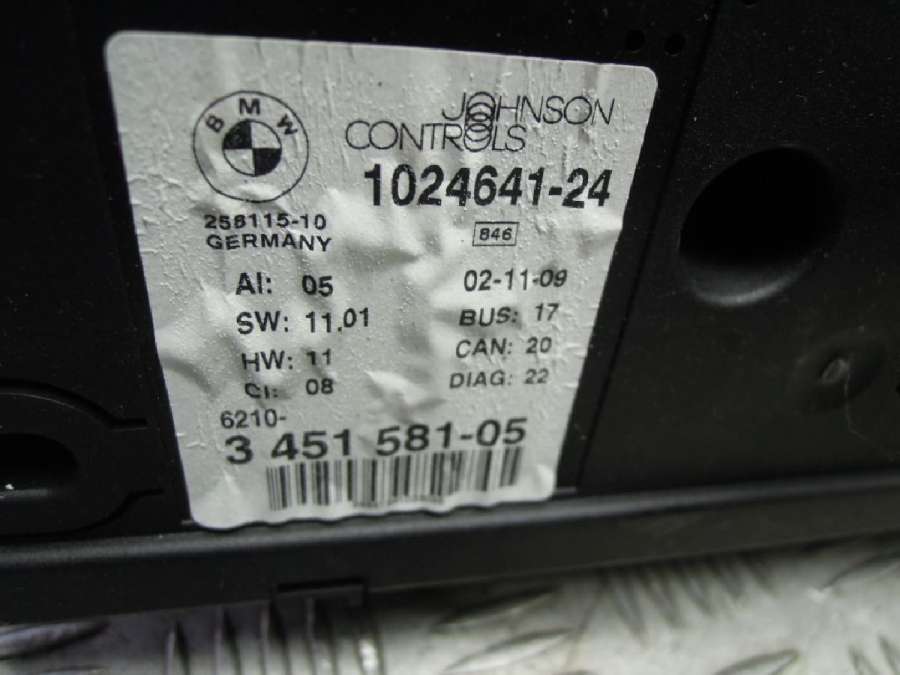 BMW
JOHNSON
CONTROLS
1024641-24
258115-10
GERMANY
846
AI: 05
02-11-09
SW: 11.01
BUS: 17
HW: 11
CAN: 20
CI: 08
DIAG: 22
6210-
3 451 581-05